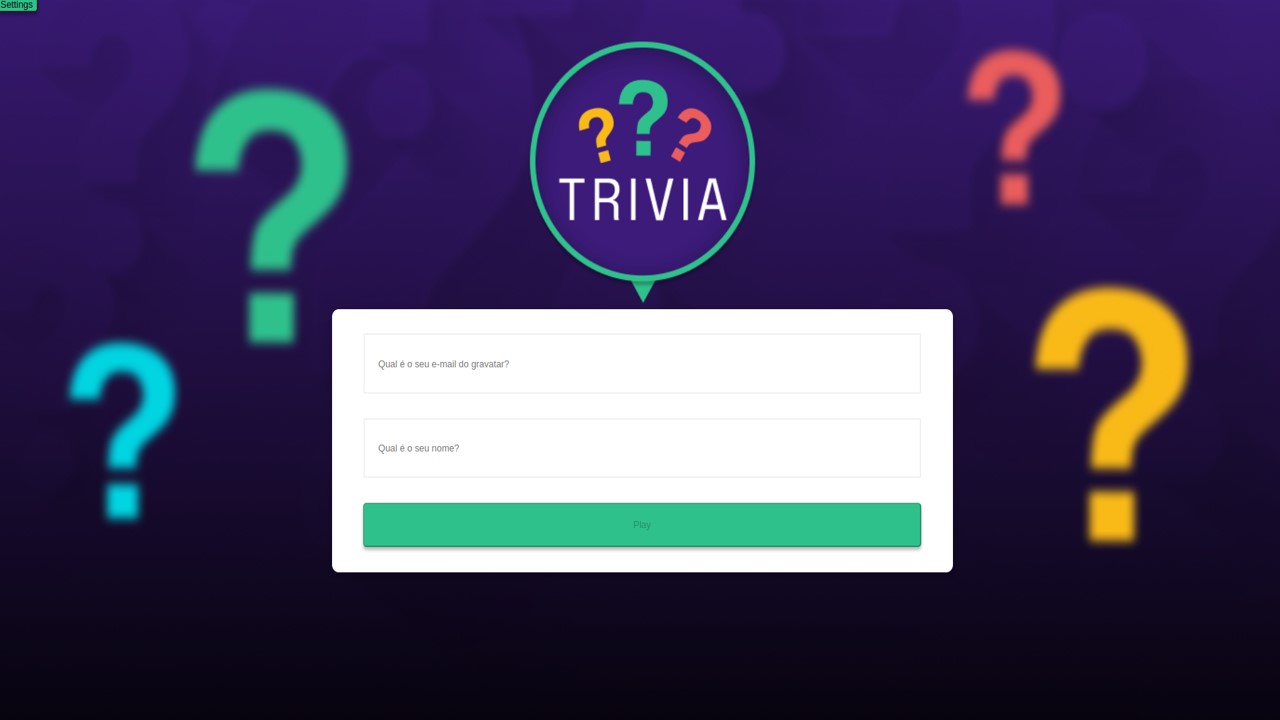 Settings
???
TRIVIA
Qual é o seu e-mail do gravatar?
Qual é o seu nome?
Play